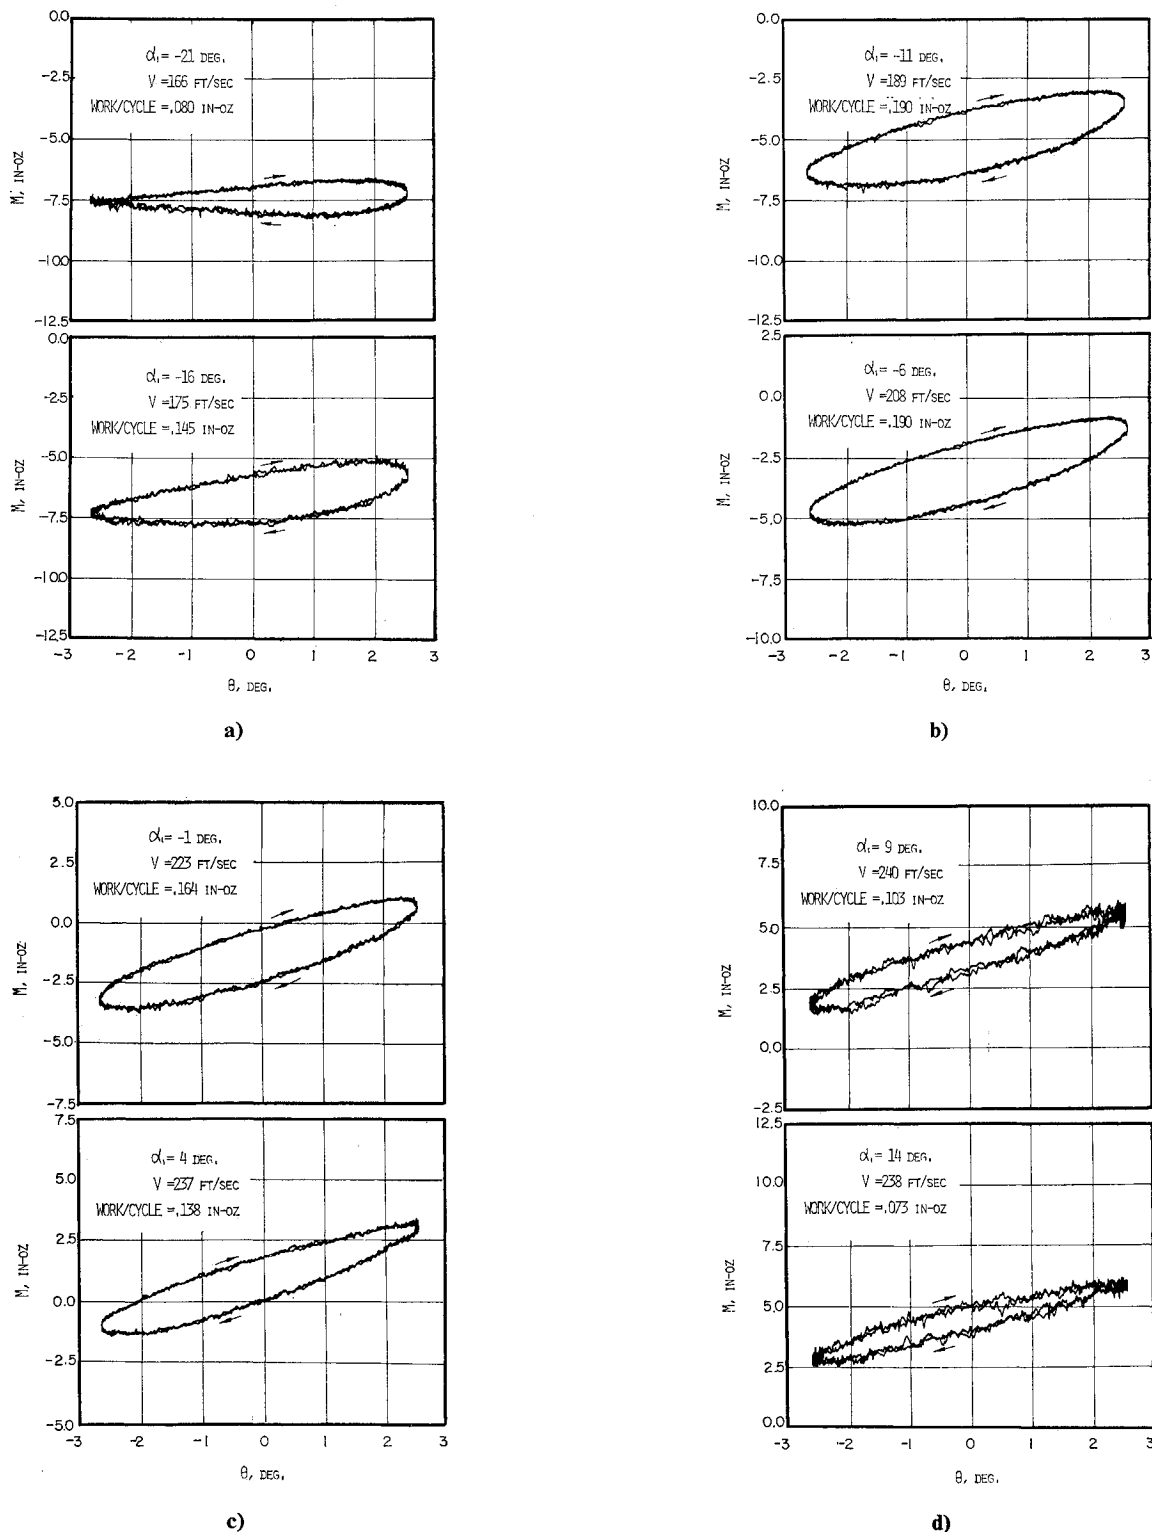 0.0
α₁= -21 DEG.
V =166 FT/SEC
-2.5
WORK/CYCLE =.080 IN-OZ
-5.0
M, IN-OZ
-7.5
-10.0
-12.5
0.0
α₁= -16 DEG.
-2.5
V =175 FT/SEC
WORK/CYCLE =.145 IN-OZ
-5.0
M, IN-OZ
-7.5
-10.0
-12.5
-3 -2 -1 0 1 2 3
θ, DEG.
a)
0.0
α₁= -11 DEG.
-2.5
V =189 FT/SEC
WORK/CYCLE =.190 IN-OZ
-5.0
M, IN-OZ
-7.5
-10.0
-12.5
2.5
α₁= -6 DEG.
0.0
V =208 FT/SEC
WORK/CYCLE =.190 IN-OZ
-2.5
M, IN-OZ
-5.0
-7.5
-10.0
-3 -2 -1 0 1 2 3
θ, DEG.
b)
5.0
α₁= -1 DEG.
2.5
V =223 FT/SEC
WORK/CYCLE =.164 IN-OZ
0.0
M, IN-OZ
-2.5
-5.0
-7.5
7.5
α₁= 4 DEG.
5.0
V =237 FT/SEC
WORK/CYCLE =.138 IN-OZ
2.5
M, IN-OZ
0.0
-2.5
-5.0
-3 -2 -1 0 1 2 3
θ, DEG.
c)
10.0
α₁= 9 DEG.
7.5
V =240 FT/SEC
WORK/CYCLE =.103 IN-OZ
5.0
M, IN-OZ
2.5
0.0
-2.5
12.5
α₁= 14 DEG.
10.0
V =238 FT/SEC
WORK/CYCLE =.073 IN-OZ
7.5
M, IN-OZ
5.0
2.5
0.0
-3 -2 -1 0 1 2 3
θ, DEG.
d)